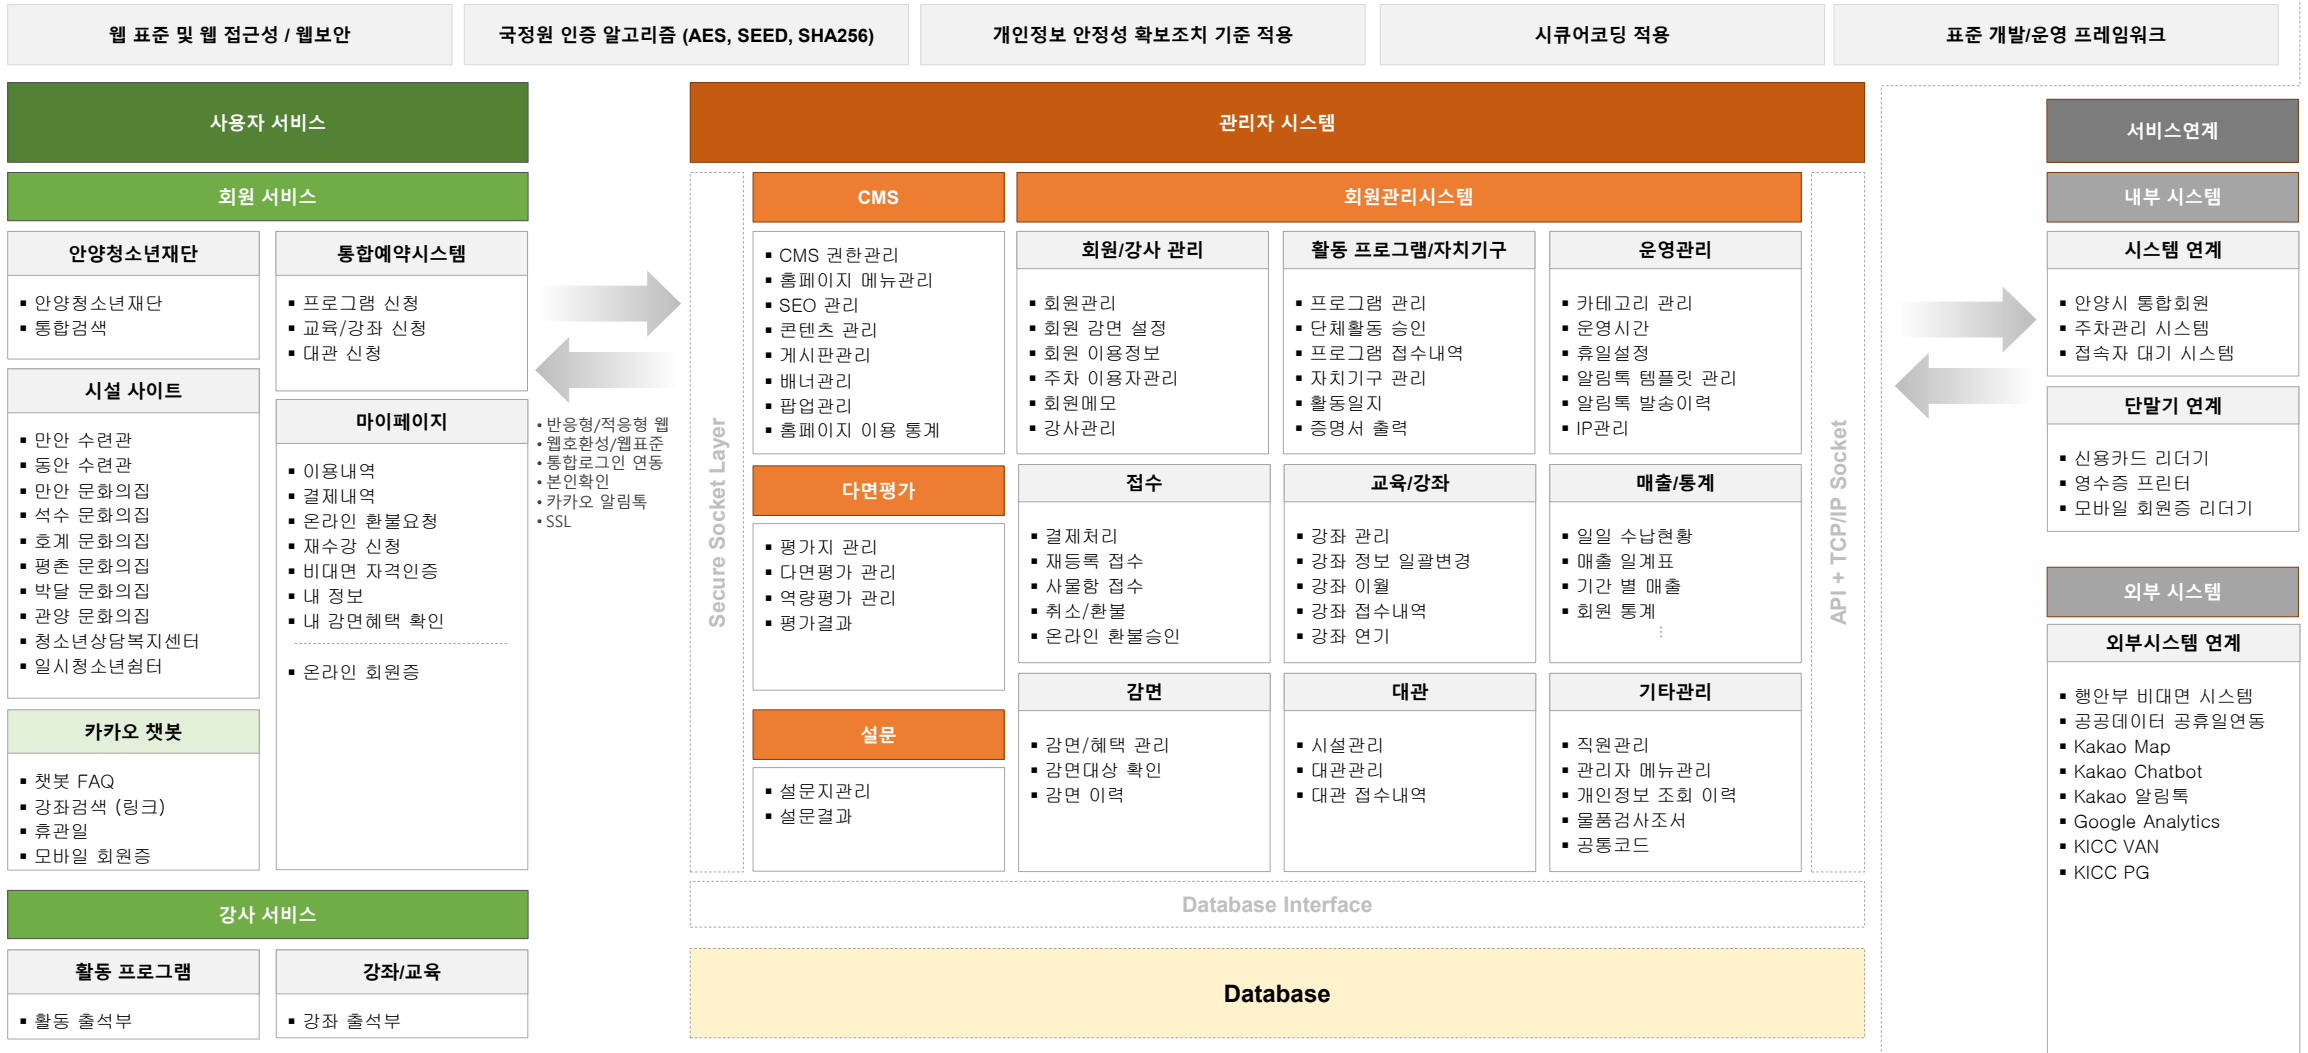 웹 표준 및 웹 접근성 / 웹보안
국정원 인증 알고리즘 (AES, SEED, SHA256)
개인정보 안정성 확보조치 기준 적용
시큐어코딩 적용
표준 개발/운영 프레임워크
사용자 서비스
회원 서비스
안양청소년재단
▪ 안양청소년재단
▪ 통합검색
시설 사이트
▪ 만안 수련관
▪ 동안 수련관
▪ 만안 문화의집
▪ 석수 문화의집
▪ 호계 문화의집
▪ 평촌 문화의집
▪ 박달 문화의집
▪ 관양 문화의집
▪ 청소년상담복지센터
▪ 일시청소년쉼터
카카오 챗봇
▪ 챗봇 FAQ
▪ 강좌검색 (링크)
▪ 휴관일
▪ 모바일 회원증
통합예약시스템
▪ 프로그램 신청
▪ 교육/강좌 신청
▪ 대관 신청
마이페이지
▪ 이용내역
▪ 결제내역
▪ 온라인 환불요청
▪ 재수강 신청
▪ 비대면 자격인증
▪ 내 정보
▪ 내 감면혜택 확인
▪ 온라인 회원증
강사 서비스
활동 프로그램
▪ 활동 출석부
강좌/교육
▪ 강좌 출석부
• 반응형/적응형 웹
• 웹호환성/웹표준
• 통합로그인 연동
• 본인확인
• 카카오 알림톡
• SSL
관리자 시스템
Secure Socket Layer
CMS
▪ CMS 권한관리
▪ 홈페이지 메뉴관리
▪ SEO 관리
▪ 콘텐츠 관리
▪ 게시판관리
▪ 배너관리
▪ 팝업관리
▪ 홈페이지 이용 통계
다면평가
▪ 평가지 관리
▪ 다면평가 관리
▪ 역량평가 관리
▪ 평가결과
설문
▪ 설문지관리
▪ 설문결과
회원관리시스템
회원/강사 관리
▪ 회원관리
▪ 회원 감면 설정
▪ 회원 이용정보
▪ 주차 이용자관리
▪ 회원메모
▪ 강사관리
활동 프로그램/자치기구
▪ 프로그램 관리
▪ 단체활동 승인
▪ 프로그램 접수내역
▪ 자치기구 관리
▪ 활동일지
▪ 증명서 출력
운영관리
▪ 카테고리 관리
▪ 운영시간
▪ 휴일설정
▪ 알림톡 템플릿 관리
▪ 알림톡 발송이력
▪ IP관리
접수
▪ 결제처리
▪ 재등록 접수
▪ 사물함 접수
▪ 취소/환불
▪ 온라인 환불승인
교육/강좌
▪ 강좌 관리
▪ 강좌 정보 일괄변경
▪ 강좌 이월
▪ 강좌 접수내역
▪ 강좌 연기
매출/통계
▪ 일일 수납현황
▪ 매출 일계표
▪ 기간 별 매출
▪ 회원 통계
⋮
감면
▪ 감면/혜택 관리
▪ 감면대상 확인
▪ 감면 이력
대관
▪ 시설관리
▪ 대관관리
▪ 대관 접수내역
기타관리
▪ 직원관리
▪ 관리자 메뉴관리
▪ 개인정보 조회 이력
▪ 물품검사조서
▪ 공통코드
API + TCP/IP Socket
Database Interface
Database
서비스연계
내부 시스템
시스템 연계
▪ 안양시 통합회원
▪ 주차관리 시스템
▪ 접속자 대기 시스템
단말기 연계
▪ 신용카드 리더기
▪ 영수증 프린터
▪ 모바일 회원증 리더기
외부 시스템
외부시스템 연계
▪ 행안부 비대면 시스템
▪ 공공데이터 공휴일연동
▪ Kakao Map
▪ Kakao Chatbot
▪ Kakao 알림톡
▪ Google Analytics
▪ KICC VAN
▪ KICC PG